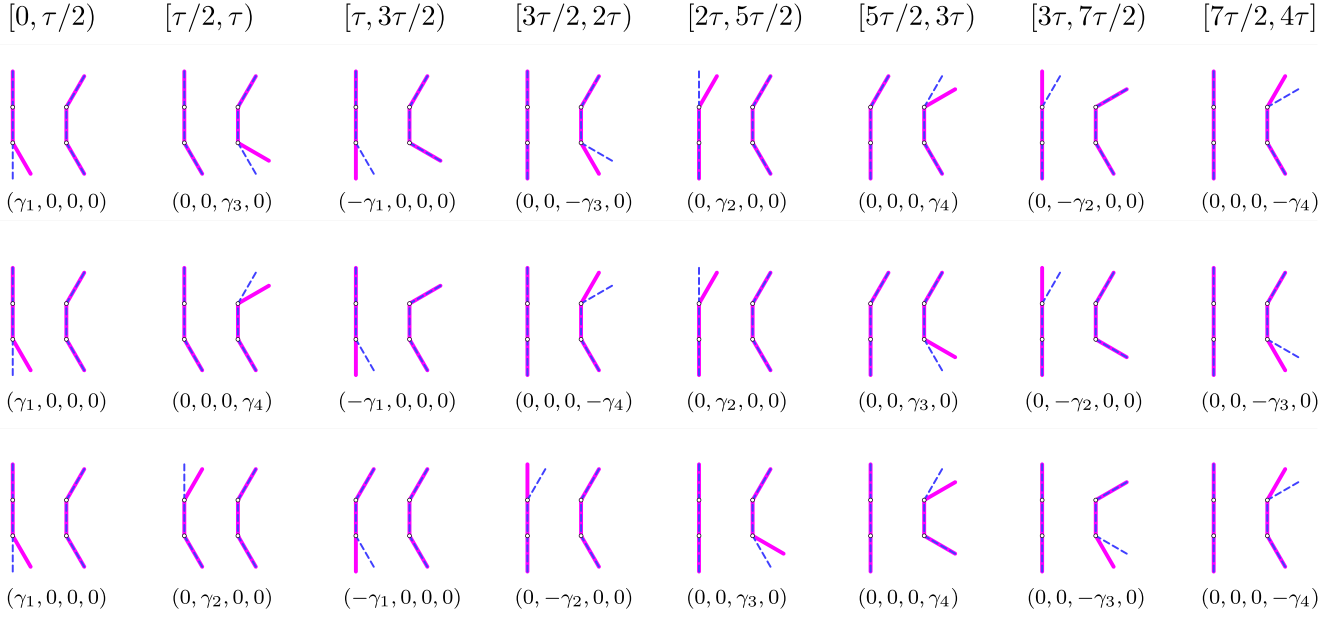 [0, τ/2) [τ/2, τ) [τ, 3τ/2) [3τ/2, 2τ) [2τ, 5τ/2) [5τ/2, 3τ) [3τ, 7τ/2) [7τ/2, 4τ]
(γ₁, 0, 0, 0) (0, 0, γ₃, 0) (−γ₁, 0, 0, 0) (0, 0, −γ₃, 0) (0, γ₂, 0, 0) (0, 0, 0, γ₄) (0, −γ₂, 0, 0) (0, 0, 0, −γ₄)
(γ₁, 0, 0, 0) (0, 0, 0, γ₄) (−γ₁, 0, 0, 0) (0, 0, 0, −γ₄) (0, γ₂, 0, 0) (0, 0, γ₃, 0) (0, −γ₂, 0, 0) (0, 0, −γ₃, 0)
(γ₁, 0, 0, 0) (0, γ₂, 0, 0) (−γ₁, 0, 0, 0) (0, −γ₂, 0, 0) (0, 0, γ₃, 0) (0, 0, 0, γ₄) (0, 0, −γ₃, 0) (0, 0, 0, −γ₄)